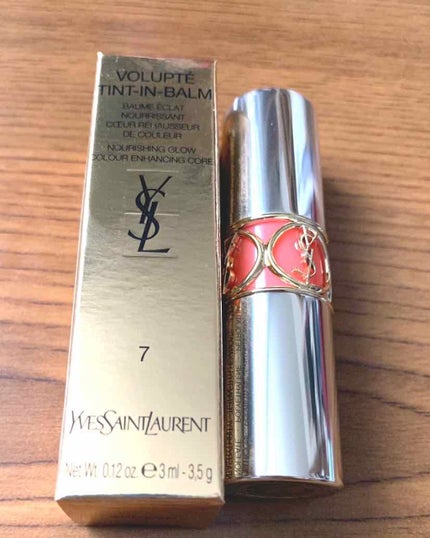 VOLUPTÉ
TINT-IN-BALM
BAUME ÉCLAT
NOURRISSANT
CŒUR REHAUSSEUR
DE COULEUR
NOURISHING GLOW
COLOUR ENHANCING CORE
YSL
7
YVESSAINTLAURENT
Net Wt. 0.12 oz. ℮ 3 ml - 3,5 g
YSL